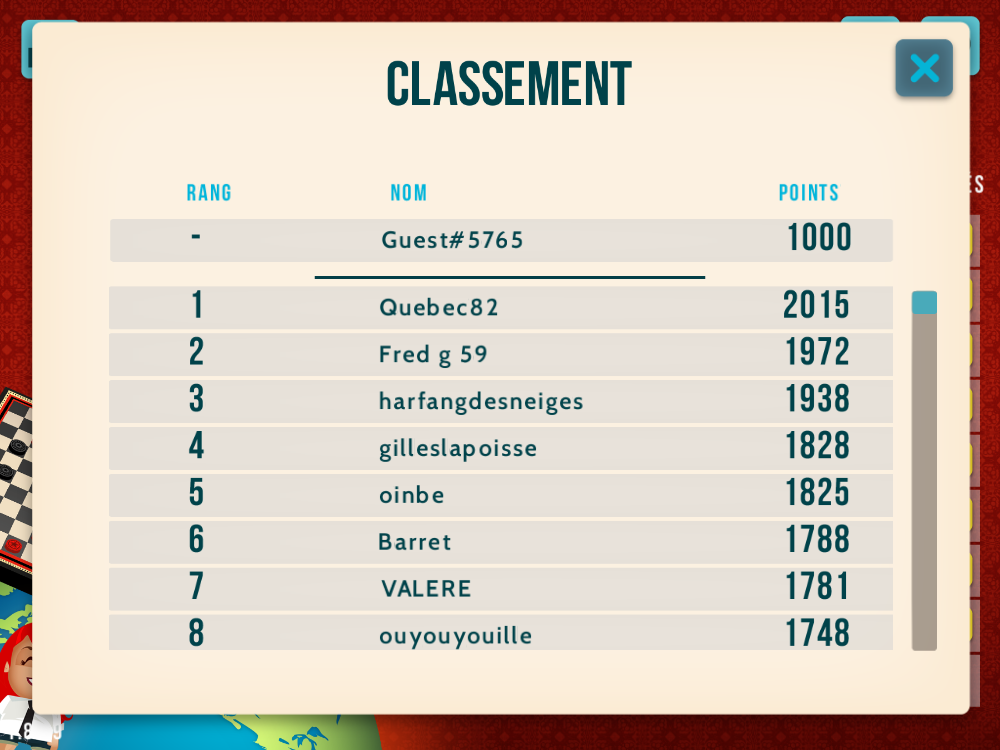 CLASSEMENT
RANG NOM POINTS
- Guest#5765 1000
1 Quebec82 2015
2 Fred g 59 1972
3 harfangdesneiges 1938
4 gilleslapoisse 1828
5 oinbe 1825
6 Barret 1788
7 VALERE 1781
8 ouyouyouille 1748
ES